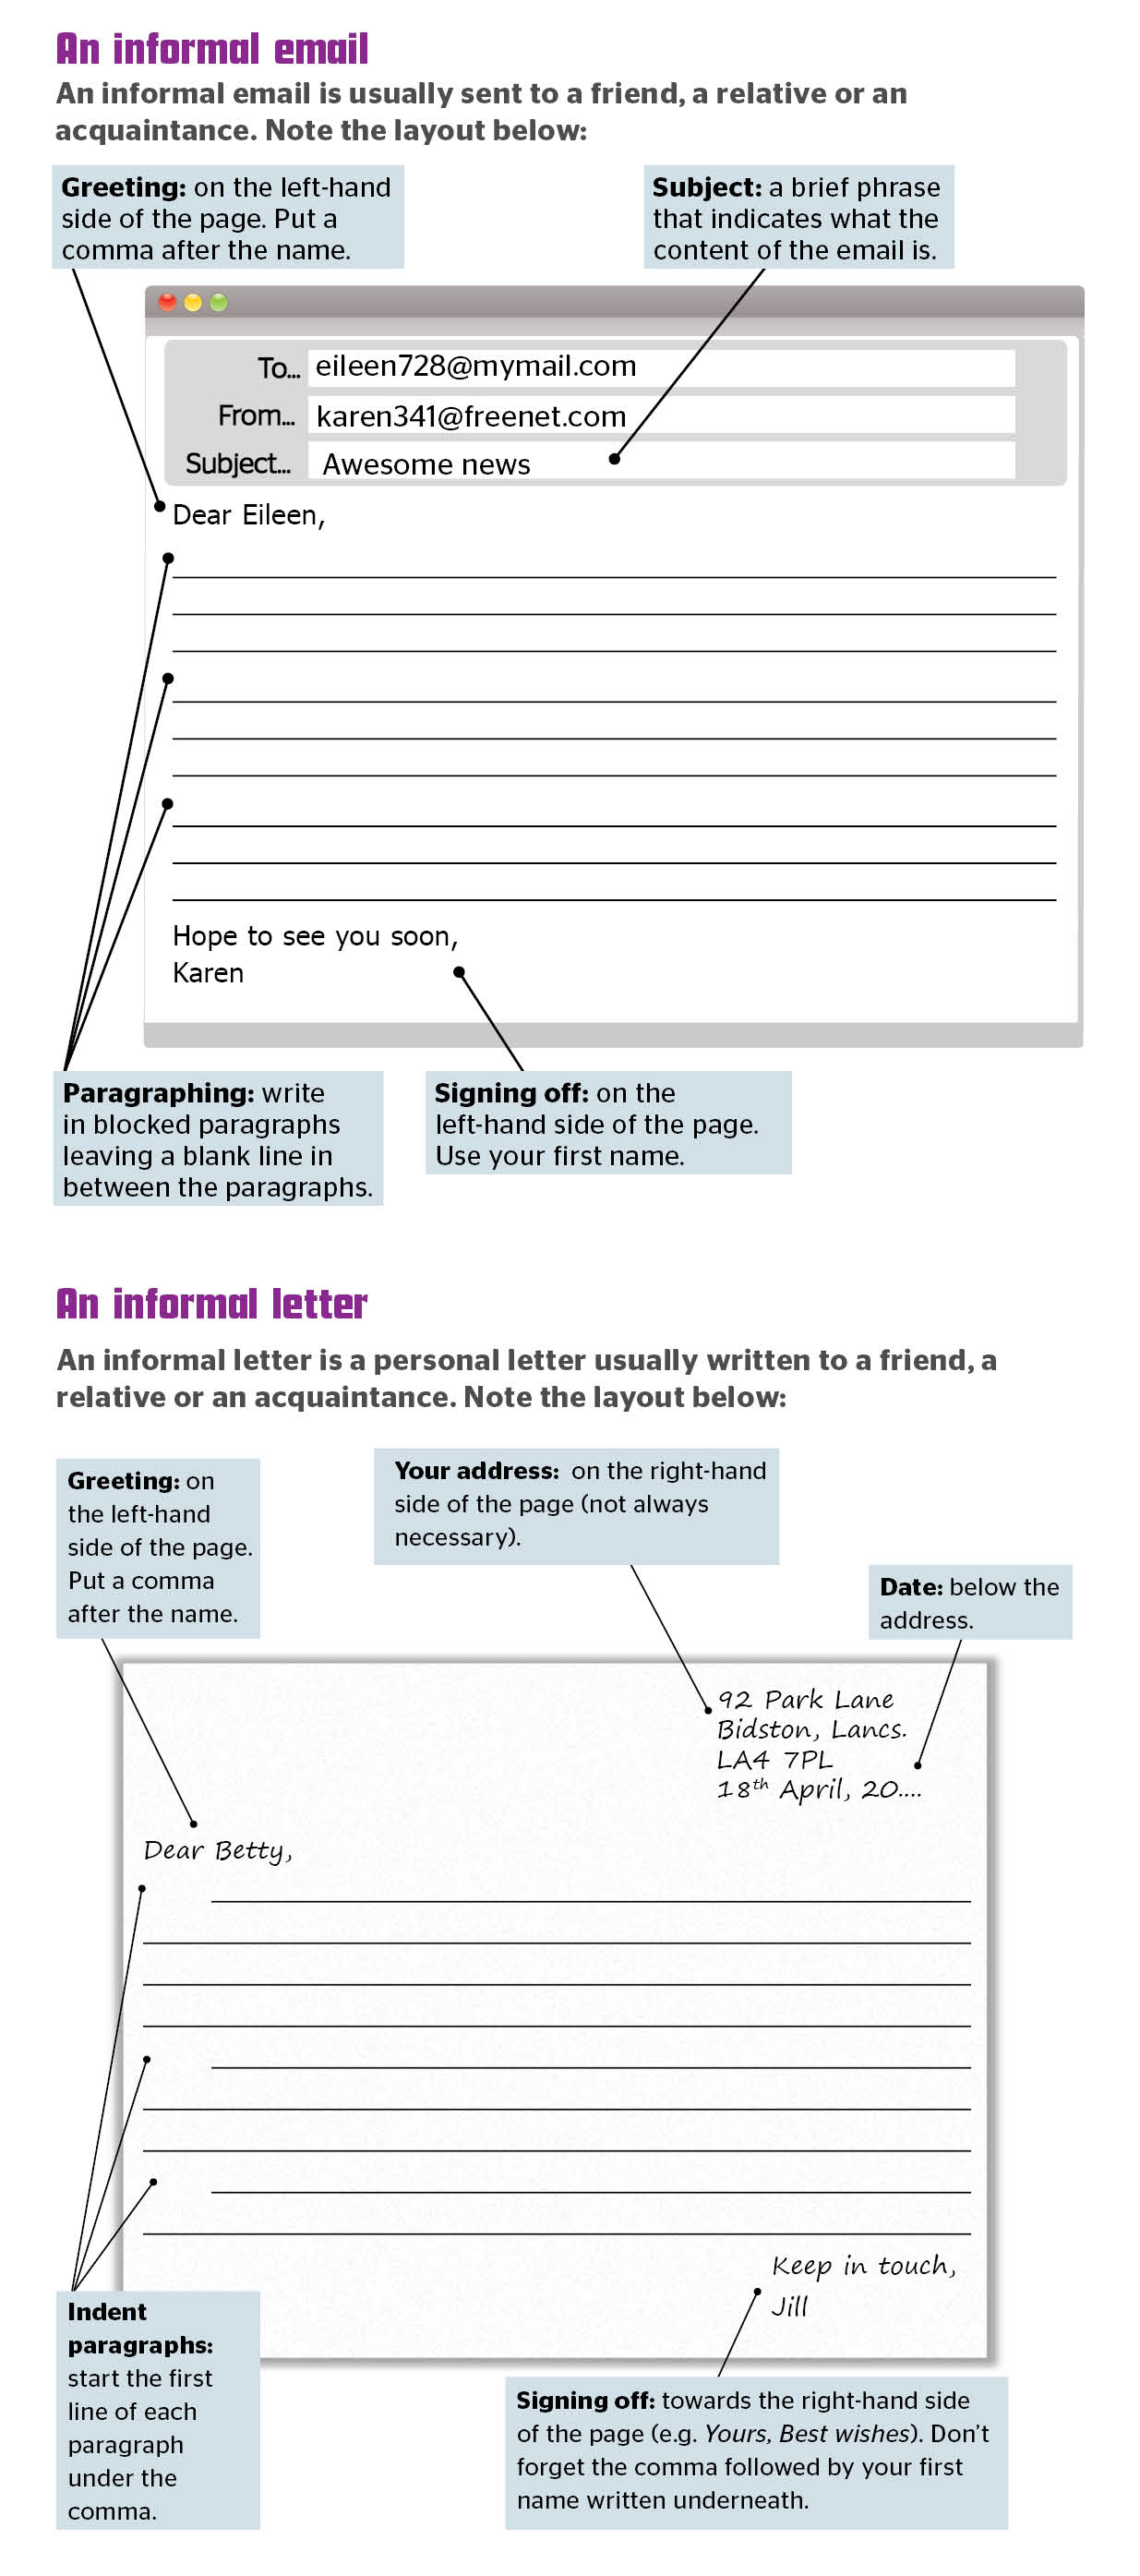 An informal email
An informal email is usually sent to a friend, a relative or an
acquaintance. Note the layout below:
Greeting: on the left-hand
side of the page. Put a
comma after the name.
Subject: a brief phrase
that indicates what the
content of the email is.
To... eileen728@mymail.com
From... karen341@freenet.com
Subject... Awesome news
Dear Eileen,
Hope to see you soon,
Karen
Paragraphing: write
in blocked paragraphs
leaving a blank line in
between the paragraphs.
Signing off: on the
left-hand side of the page.
Use your first name.
An informal letter
An informal letter is a personal letter usually written to a friend, a
relative or an acquaintance. Note the layout below:
Greeting: on
the left-hand
side of the page.
Put a comma
after the name.
Your address: on the right-hand
side of the page (not always
necessary).
Date: below the
address.
92 Park Lane
Bidston, Lancs.
LA4 7PL
18th April, 20....
Dear Betty,
Keep in touch,
Jill
Indent
paragraphs:
start the first
line of each
paragraph
under the
comma.
Signing off: towards the right-hand side
of the page (e.g. Yours, Best wishes). Don't
forget the comma followed by your first
name written underneath.